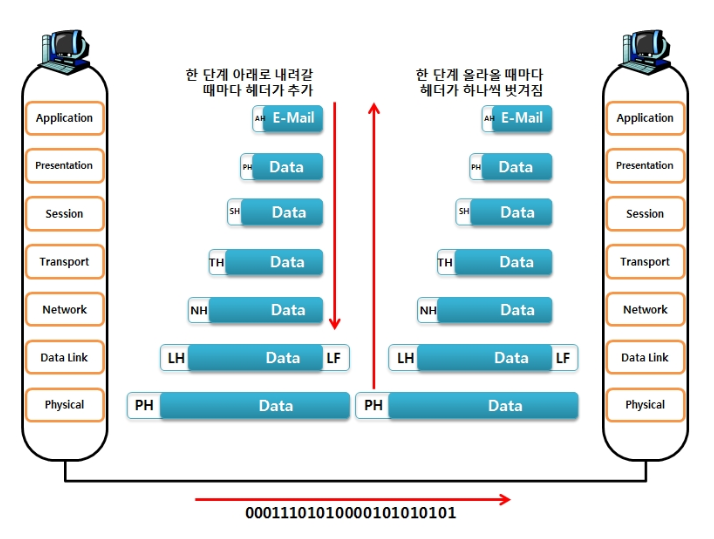 한 단계 아래로 내려갈
때마다 헤더가 추가
한 단계 올라올 때마다
헤더가 하나씩 벗겨짐
Application
AH E-Mail
AH E-Mail
Application
Presentation
PH Data
PH Data
Presentation
Session
SH Data
SH Data
Session
Transport
TH Data
TH Data
Transport
Network
NH Data
NH Data
Network
Data Link
LH Data LF
LH Data LF
Data Link
Physical
PH Data
PH Data
Physical
00011101010000101010101